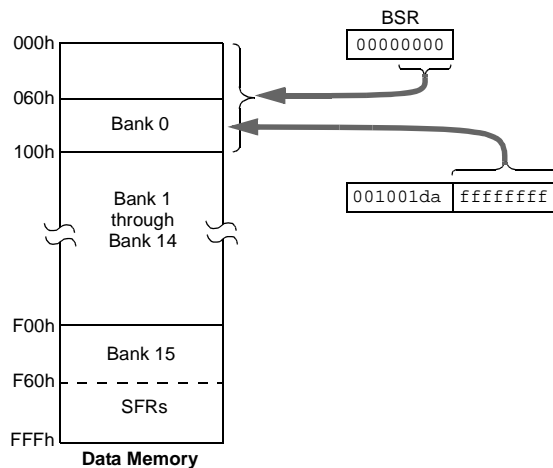 BSR
00000000
000h
060h
Bank 0
100h
001001da ffffffff
Bank 1
through
Bank 14
F00h
Bank 15
F60h
SFRs
FFFh
Data Memory